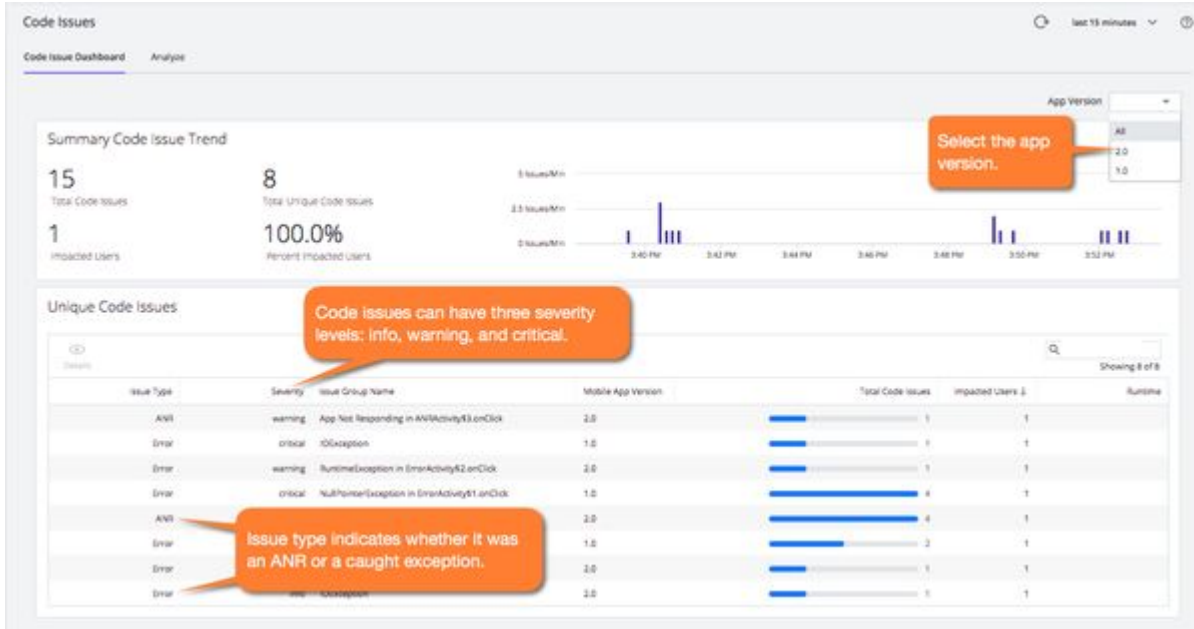 Code Issues
last 15 minutes
Code Issue Dashboard Analyze
App Version
All
2.0
1.0
Select the app
version.
Summary Code Issue Trend
15
Total Code Issues
8
Total Unique Code Issues
1
Impacted Users
100.0%
Percent Impacted Users
5 Issues/Min
2.5 Issues/Min
0 Issues/Min
3:40 PM 3:42 PM 3:44 PM 3:46 PM 3:48 PM 3:50 PM 3:52 PM
Unique Code Issues
Code issues can have three severity
levels: info, warning, and critical.
Details
Showing 8 of 8
Issue Type Severity Issue Group Name Mobile App Version Total Code Issues Impacted Users ↓ Runtime
ANR warning App Not Responding in ANRActivity$3.onClick 2.0 1 1
Error critical IOException 1.0 1 1
Error warning RuntimeException in ErrorActivity$2.onClick 2.0 1 1
Error critical NullPointerException in ErrorActivity$1.onClick 1.0 4 1
ANR 2.0 4 1
Error 1.0 2 1
Error 2.0 1 1
Error info IOException 2.0 1 1
Issue type indicates whether it was
an ANR or a caught exception.